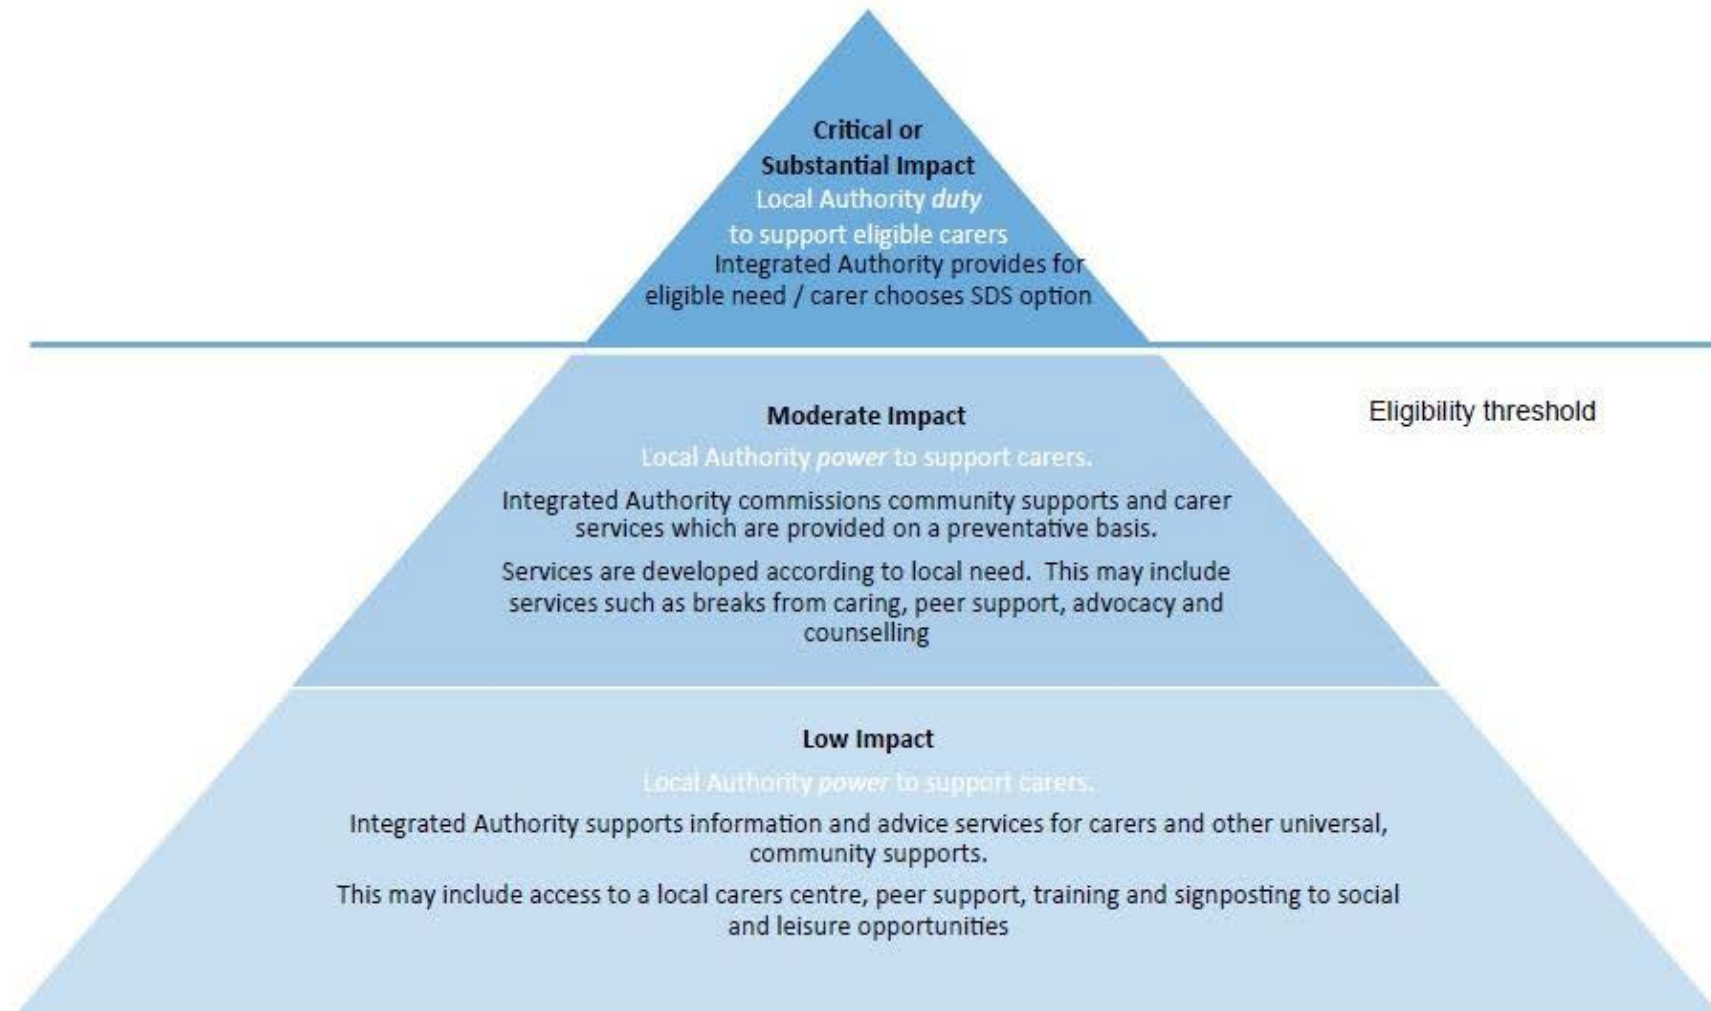 Critical or
Substantial Impact
Local Authority duty
to support eligible carers
Integrated Authority provides for
eligible need / carer chooses SDS option
Eligibility threshold
Moderate Impact
Local Authority power to support carers.
Integrated Authority commissions community supports and carer
services which are provided on a preventative basis.
Services are developed according to local need.  This may include
services such as breaks from caring, peer support, advocacy and
counselling
Low Impact
Local Authority power to support carers.
Integrated Authority supports information and advice services for carers and other universal,
community supports.
This may include access to a local carers centre, peer support, training and signposting to social
and leisure opportunities